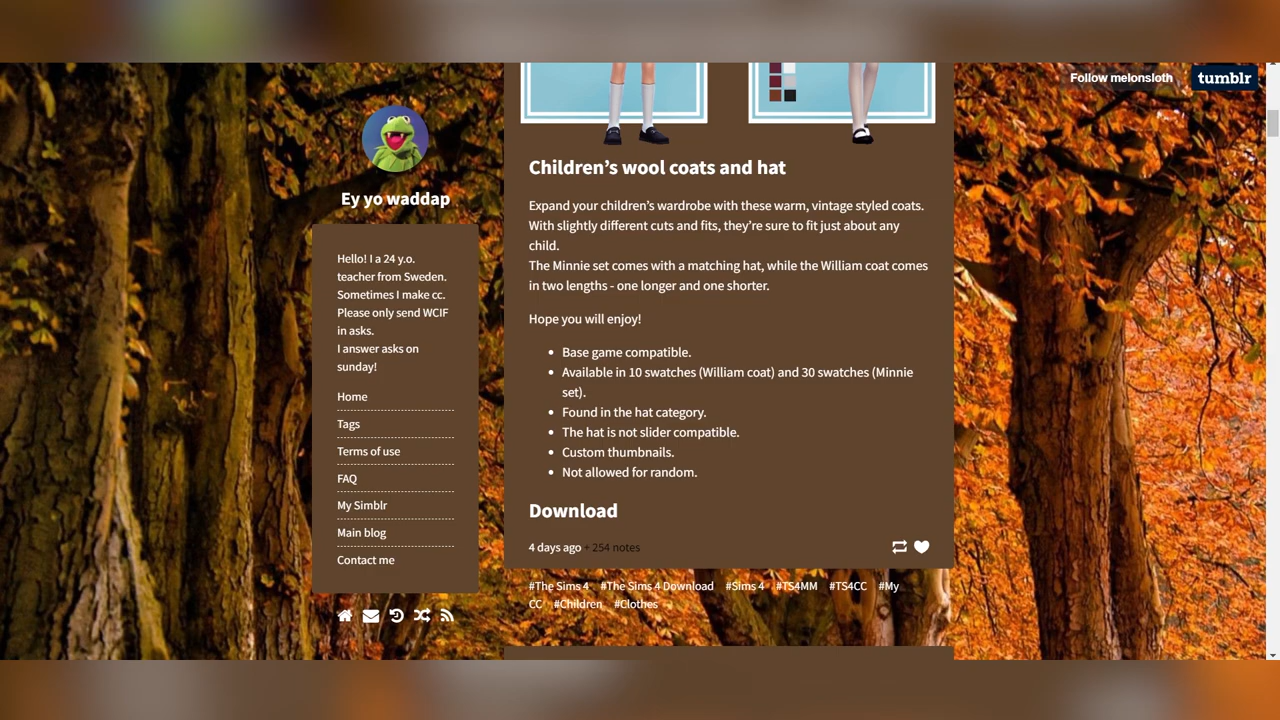 Follow melonsloth
tumblr
Ey yo waddap
Hello! I a 24 y.o.
teacher from Sweden.
Sometimes I make cc.
Please only send WCIF
in asks.
I answer asks on
sunday!
Home
Tags
Terms of use
FAQ
My Simblr
Main blog
Contact me
Children’s wool coats and hat
Expand your children’s wardrobe with these warm, vintage styled coats.
With slightly different cuts and fits, they’re sure to fit just about any
child.
The Minnie set comes with a matching hat, while the William coat comes
in two lengths - one longer and one shorter.
Hope you will enjoy!
• Base game compatible.
• Available in 10 swatches (William coat) and 30 swatches (Minnie
set).
• Found in the hat category.
• The hat is not slider compatible.
• Custom thumbnails.
• Not allowed for random.
Download
4 days ago + 254 notes
#The Sims 4 #The Sims 4 Download #Sims 4 #TS4MM #TS4CC #My
CC #Children #Clothes